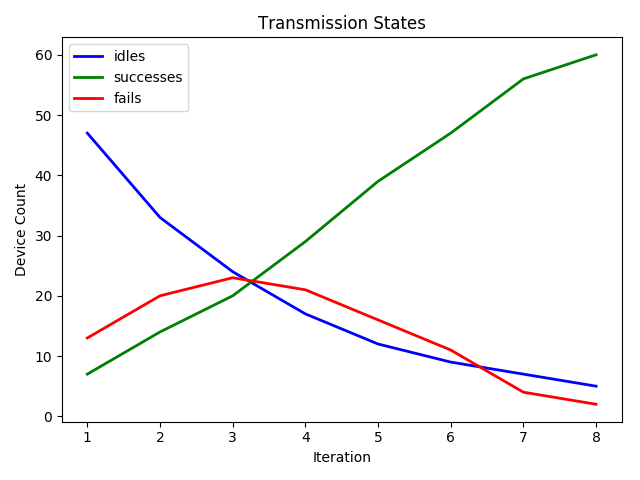 Transmission States
idles
successes
fails
60
50
40
30
20
10
0
Device Count
1 2 3 4 5 6 7 8
Iteration